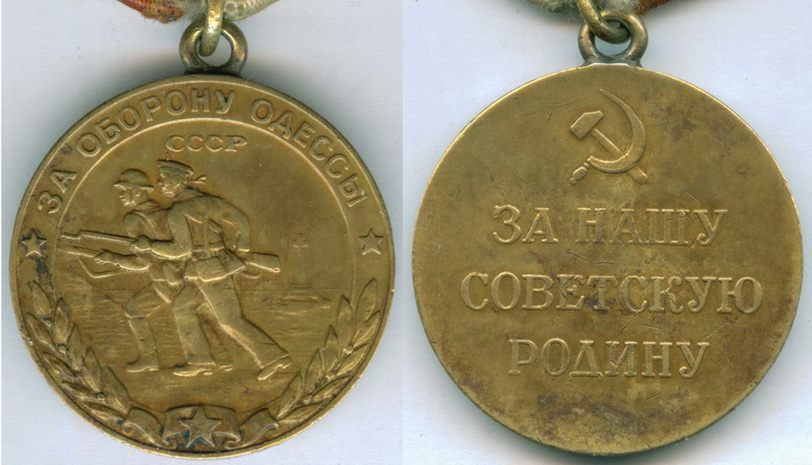 ЗА ОБОРОНУ ОДЕССЫ
СССР
ЗА НАШУ
СОВЕТСКУЮ
РОДИНУ